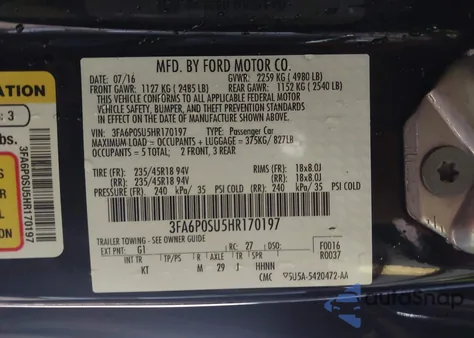 MATION
: 3
bs.
3FA6P0SU5HR170197
MFD. BY FORD MOTOR CO.
DATE: 07/16 GVWR: 2259 KG ( 4980 LB)
FRONT GAWR: 1127 KG ( 2485 LB) REAR GAWR: 1152 KG ( 2540 LB)
THIS VEHICLE CONFORMS TO ALL APPLICABLE FEDERAL MOTOR
VEHICLE SAFETY, BUMPER, AND THEFT PREVENTION STANDARDS
IN EFFECT ON THE DATE OF MANUFACTURE SHOWN ABOVE.
VIN: 3FA6P0SU5HR170197 TYPE: Passenger Car
MAXIMUM LOAD = OCCUPANTS + LUGGAGE = 375KG/ 827LB
OCCUPANTS = 5 TOTAL: 2 FRONT, 3 REAR
TIRE (FR): 235/45R18 94V RIMS (FR): 18x8.0J
(RR): 235/45R18 94V (RR): 18x8.0J
PRESSURE(FR): 240 kPa/ 35 PSI COLD (RR): 240 kPa/ 35 PSI COLD
3FA6P0SU5HR170197
TRAILER TOWING - SEE OWNER GUIDE F0016
EXT PNT: G1 RC: 27 DSO: R0037
INT TR TP/PS R AXLE TR SPR
KT M 29 J HHNN
CMC 5U5A-5420472-AA
AutoSnap